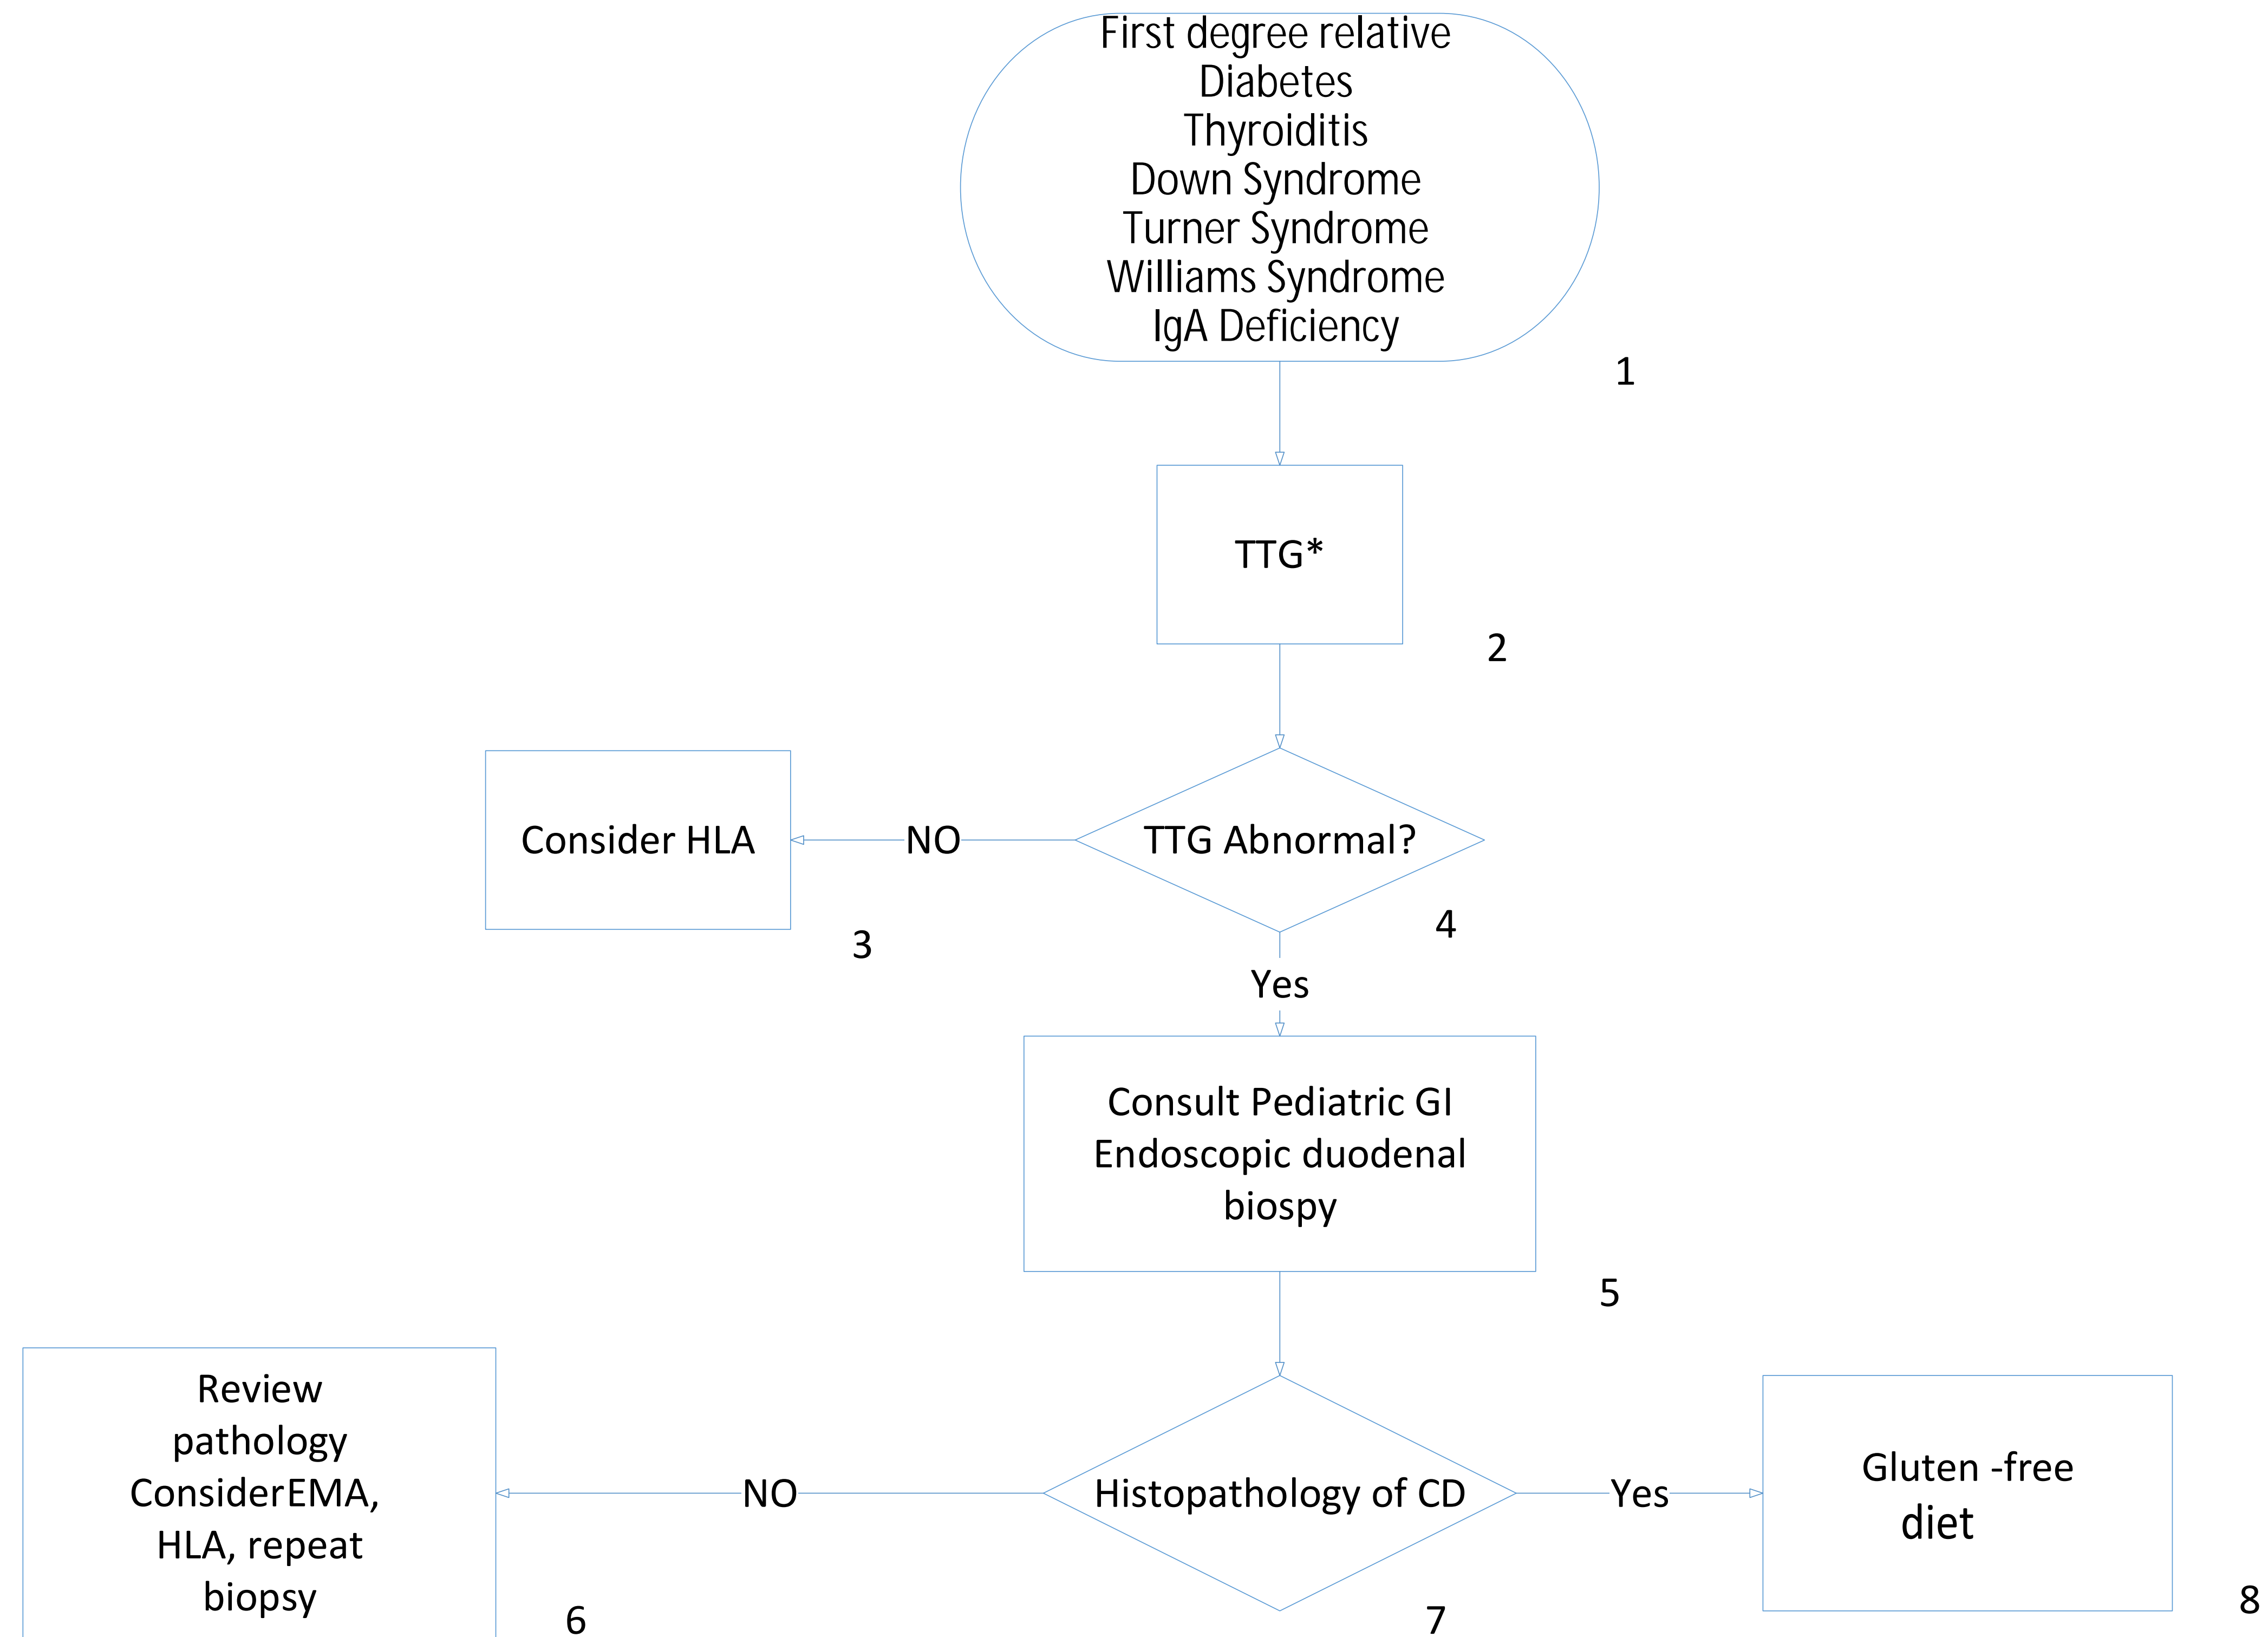 First degree relative
Diabetes
Thyroiditis
Down Syndrome
Turner Syndrome
Williams Syndrome
IgA Deficiency
1
TTG*
2
Consider HLA
NO
TTG Abnormal?
3
4
Yes
Consult Pediatric GI
Endoscopic duodenal
biospy
5
Review
pathology
ConsiderEMA,
HLA, repeat
biopsy
6
NO
Histopathology of CD
7
Yes
Gluten -free
diet
8